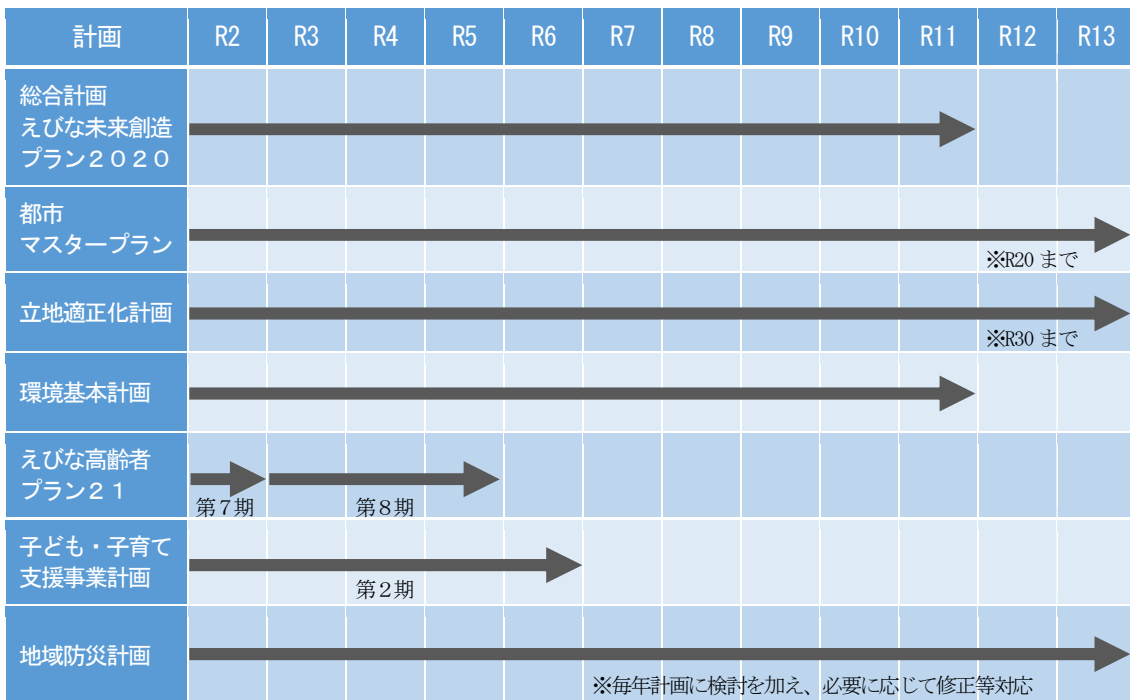 計画 R2 R3 R4 R5 R6 R7 R8 R9 R10 R11 R12 R13
総合計画
えびな未来創造
プラン２０２０
都市
マスタープラン
※R20 まで
立地適正化計画
※R30 まで
環境基本計画
えびな高齢者
プラン２１
第７期 第８期
子ども・子育て
支援事業計画
第２期
地域防災計画
※毎年計画に検討を加え、必要に応じて修正等対応